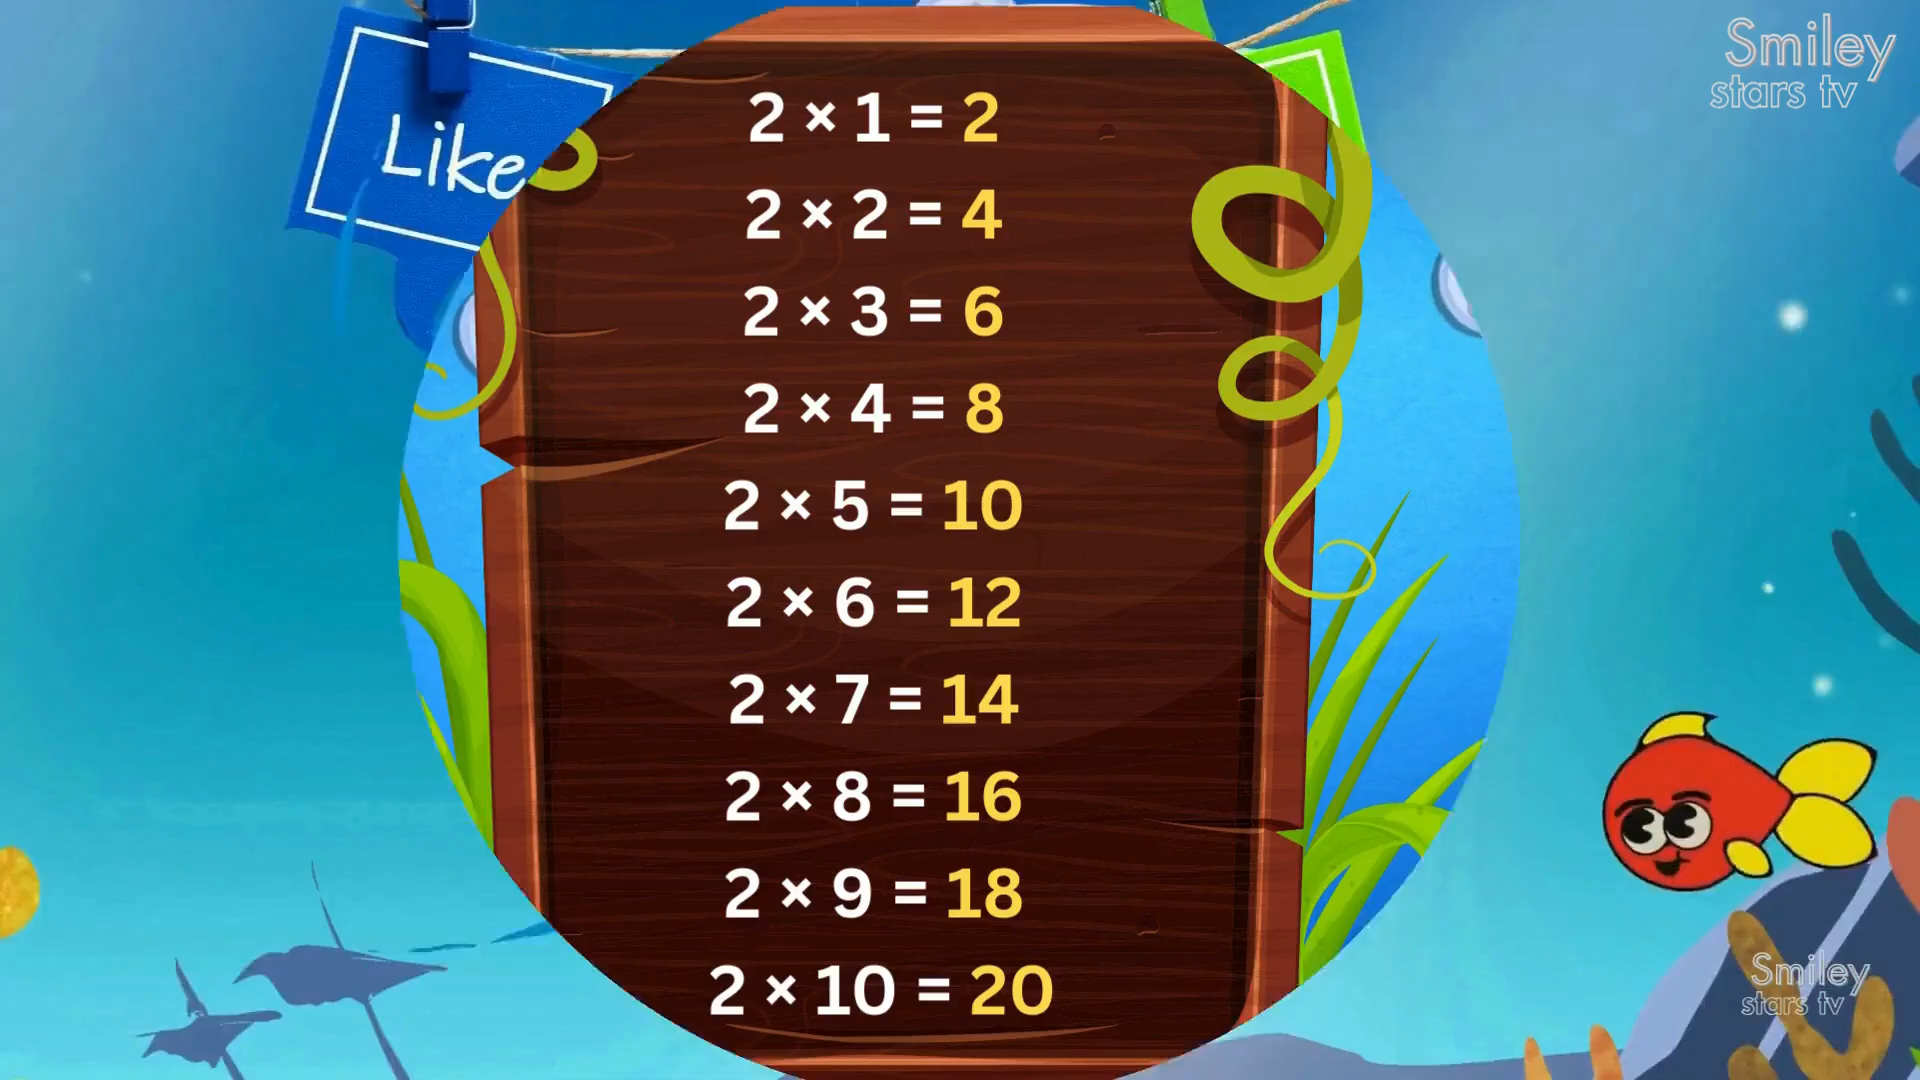 Like
Smiley
stars tv
2 × 1 = 2
2 × 2 = 4
2 × 3 = 6
2 × 4 = 8
2 × 5 = 10
2 × 6 = 12
2 × 7 = 14
2 × 8 = 16
2 × 9 = 18
2 × 10 = 20
Smiley
stars tv